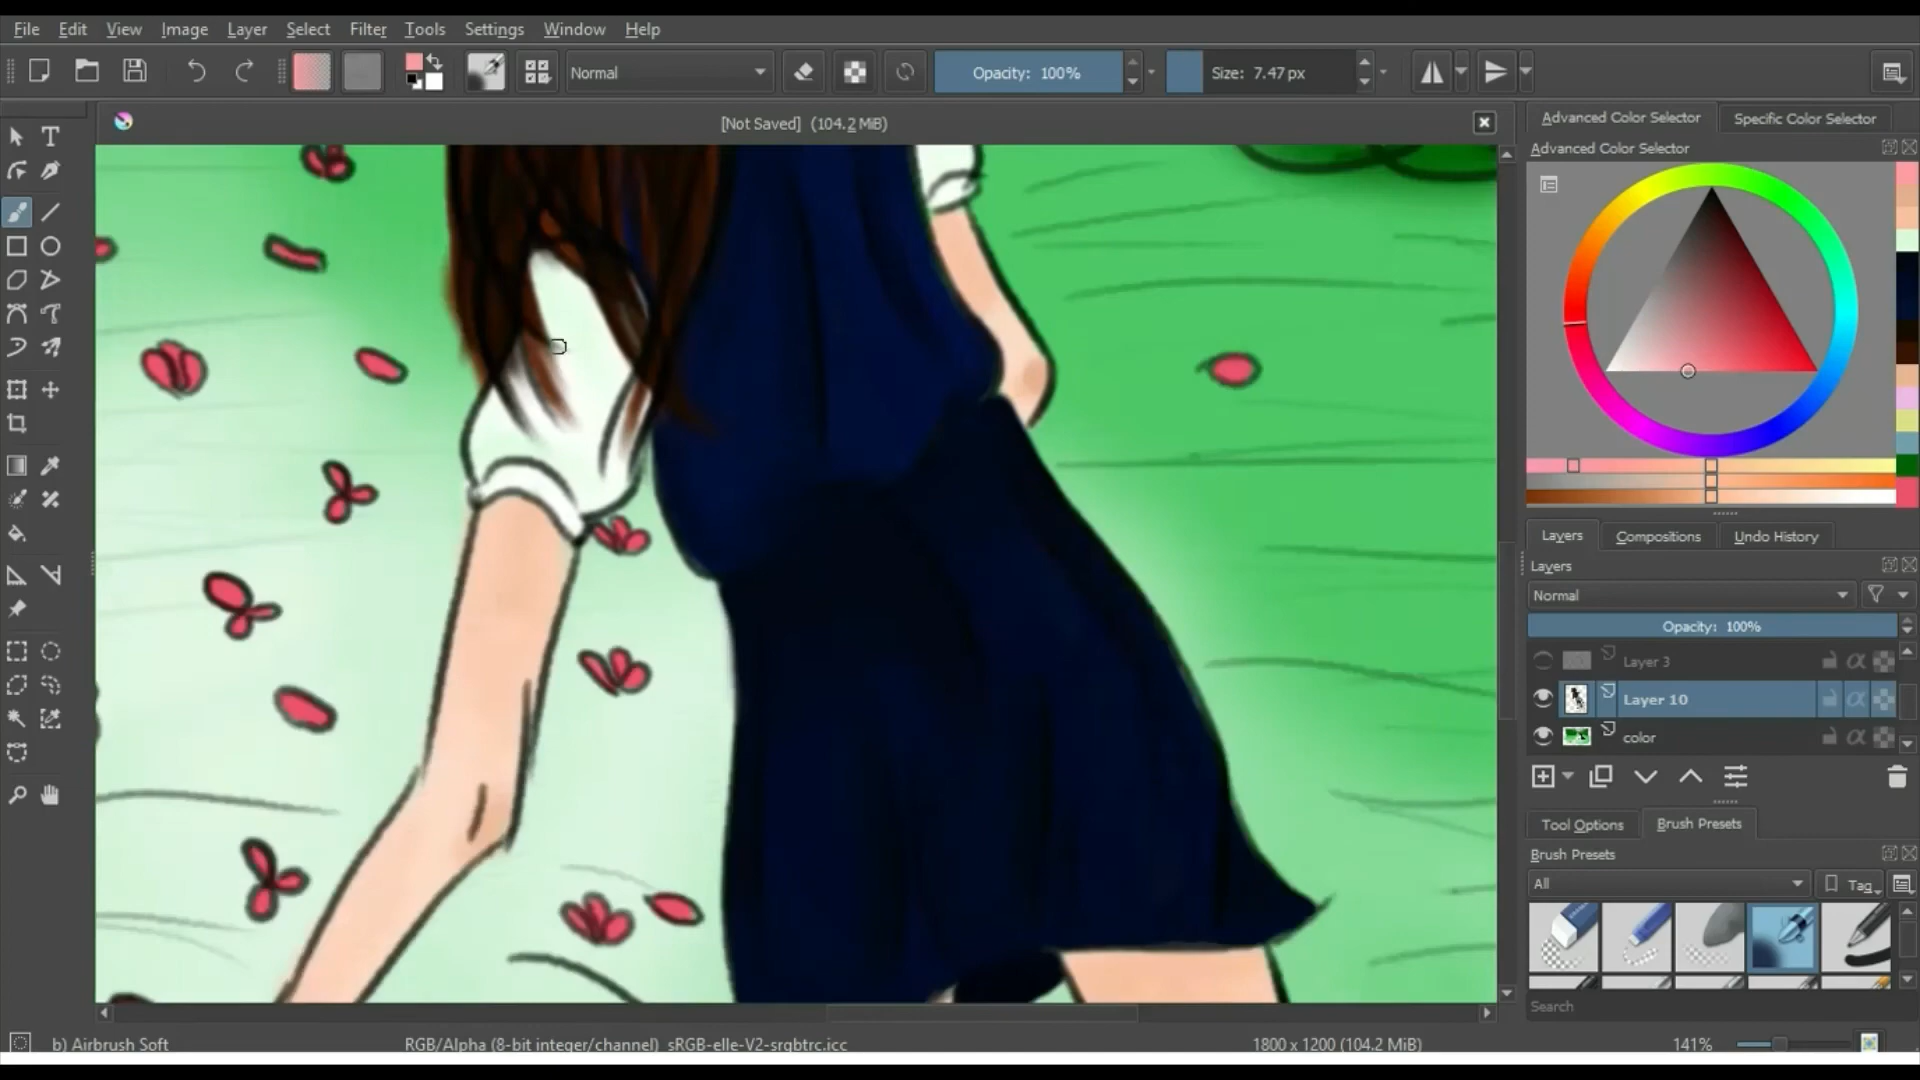 File Edit View Image Layer Select Filter Tools Settings Window Help
Normal Opacity: 100% Size: 7.47 px
[Not Saved] (104.2 MiB)
Advanced Color Selector Specific Color Selector
Advanced Color Selector
Layers Compositions Undo History
Layers
Normal
Opacity: 100%
Layer 3
Layer 10
color
Tool Options Brush Presets
Brush Presets
All Tag
Search
b) Airbrush Soft RGB/Alpha (8-bit integer/channel) sRGB-elle-V2-srgbtrc.icc 1800 x 1200 (104.2 MiB) 141%